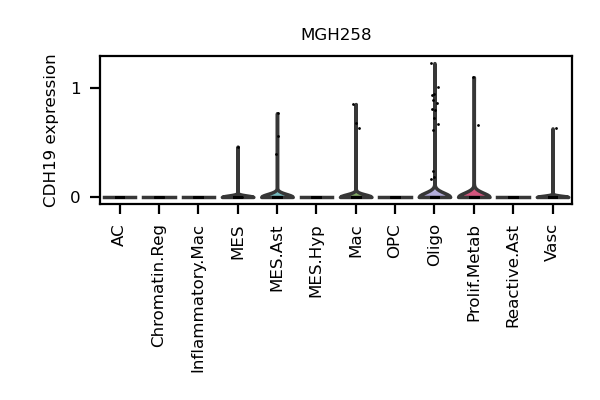 MGH258
CDH19 expression
1
0
AC
Chromatin.Reg
Inflammatory.Mac
MES
MES.Ast
MES.Hyp
Mac
OPC
Oligo
Prolif.Metab
Reactive.Ast
Vasc